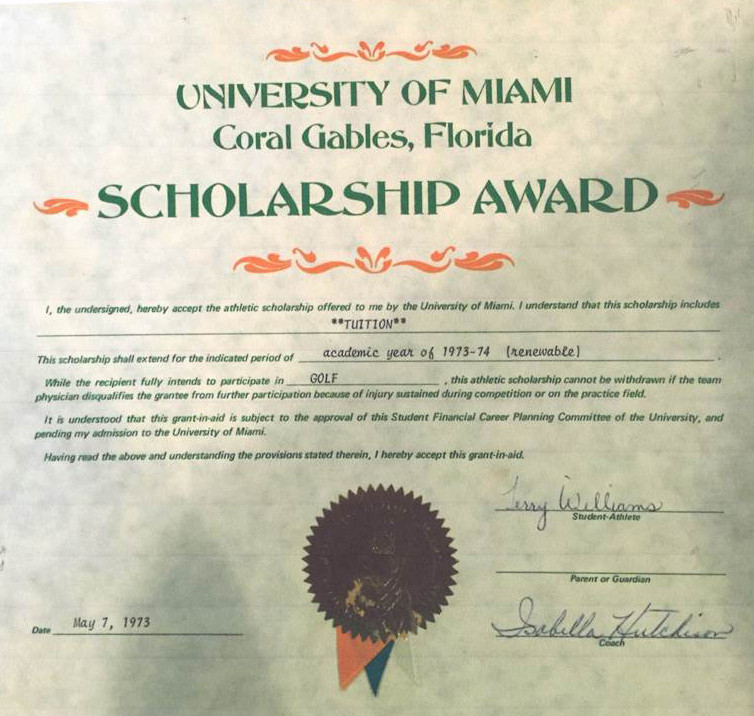 UNIVERSITY OF MIAMI
Coral Gables, Florida
SCHOLARSHIP AWARD
I, the undersigned, hereby accept the athletic scholarship offered to me by the University of Miami. I understand that this scholarship includes
**TUITION**
This scholarship shall extend for the indicated period of academic year of 1973-74 (renewable).
While the recipient fully intends to participate in GOLF, this athletic scholarship cannot be withdrawn if the team
physician disqualifies the grantee from further participation because of injury sustained during competition or on the practice field.
It is understood that this grant-in-aid is subject to the approval of this Student Financial Career Planning Committee of the University, and
pending my admission to the University of Miami.
Having read the above and understanding the provisions stated therein, I hereby accept this grant-in-aid.
Terry Williams
Student-Athlete
Parent or Guardian
Date May 7, 1973
Isabella Hutchison
Coach